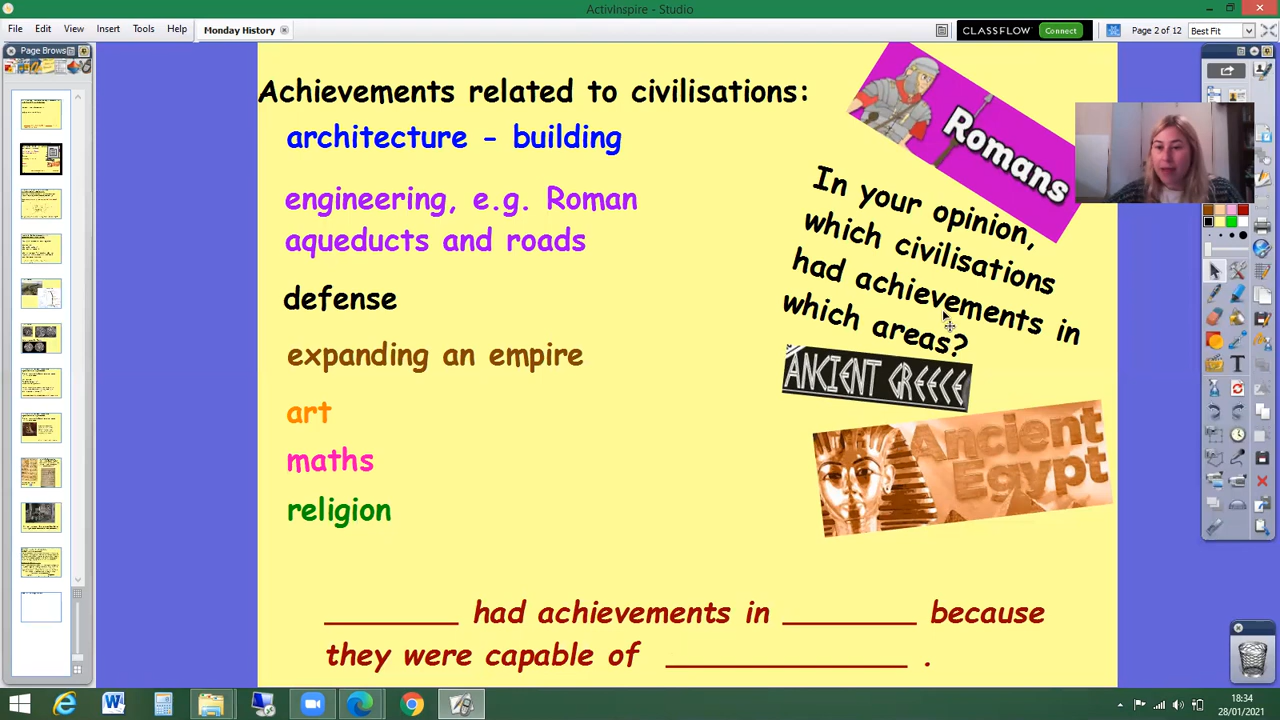 ActivInspire - Studio
File Edit View Insert Tools Help Monday History
CLASSFLOW Connect Page 2 of 12 Best Fit
Page Brows
Achievements related to civilisations:
architecture - building
engineering, e.g. Roman
aqueducts and roads
defense
expanding an empire
art
maths
religion
Romans
In your opinion,
which civilisations
had achievements in
which areas?
ANCIENT GREECE
Ancient
Egypt
_______ had achievements in _______ because
they were capable of _____________ .
18:34
28/01/2021